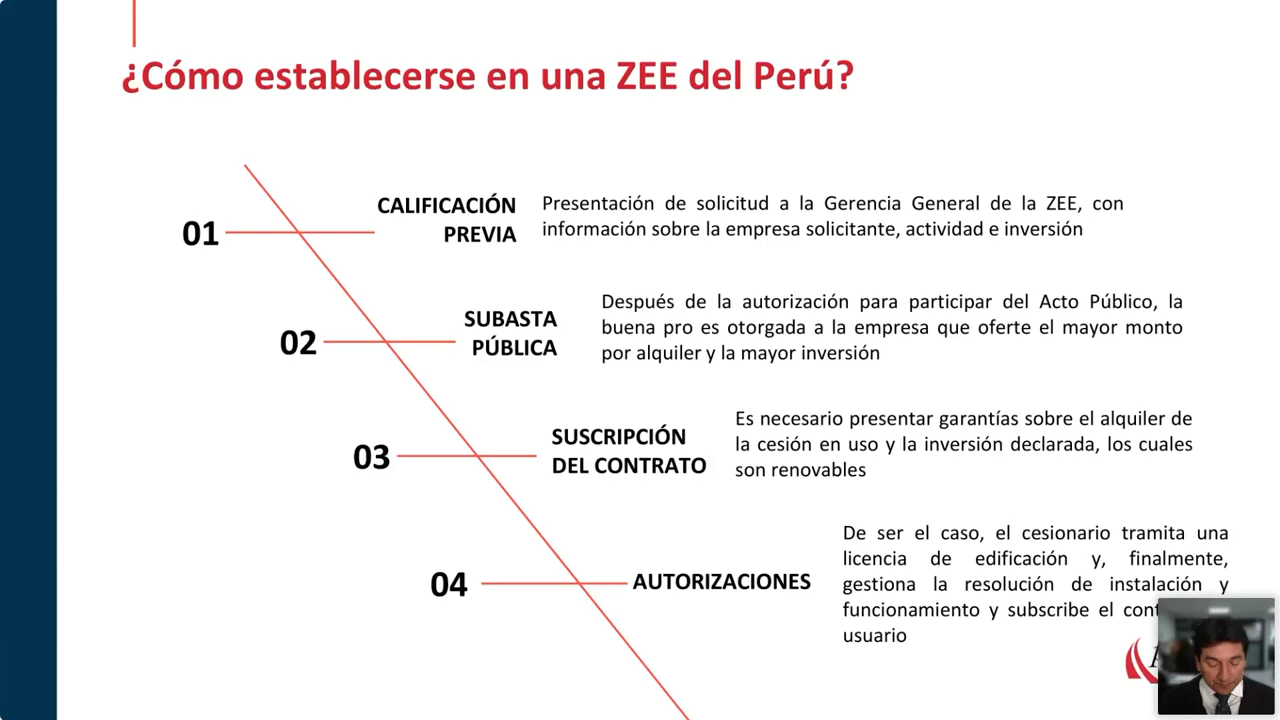 ¿Cómo establecerse en una ZEE del Perú?
01
CALIFICACIÓN
PREVIA
Presentación de solicitud a la Gerencia General de la ZEE, con
información sobre la empresa solicitante, actividad e inversión
02
SUBASTA
PÚBLICA
Después de la autorización para participar del Acto Público, la
buena pro es otorgada a la empresa que oferte el mayor monto
por alquiler y la mayor inversión
03
SUSCRIPCIÓN
DEL CONTRATO
Es necesario presentar garantías sobre el alquiler de
la cesión en uso y la inversión declarada, los cuales
son renovables
04
AUTORIZACIONES
De ser el caso, el cesionario tramita una
licencia de edificación y, finalmente,
gestiona la resolución de instalación y
funcionamiento y subscribe el
usuario